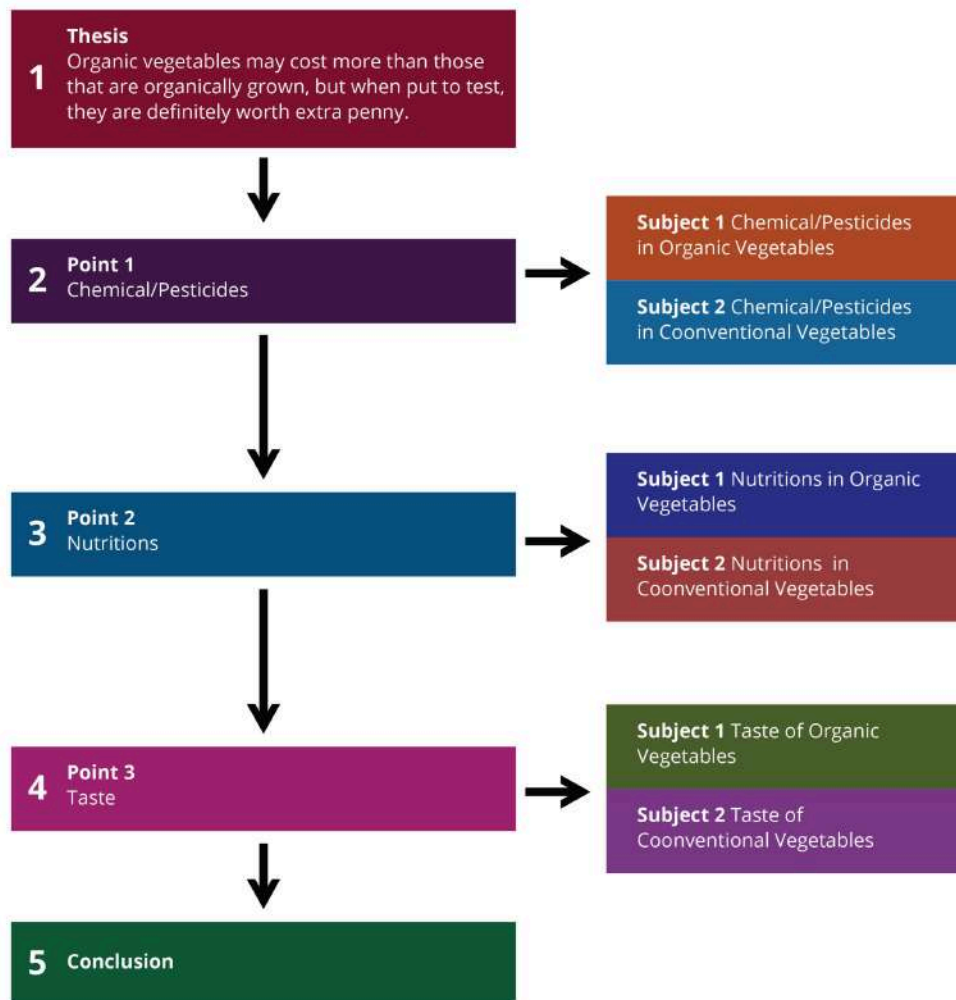 1
Thesis
Organic vegetables may cost more than those
that are organically grown, but when put to test,
they are definitely worth extra penny.
2
Point 1
Chemical/Pesticides
Subject 1 Chemical/Pesticides
in Organic Vegetables
Subject 2 Chemical/Pesticides
in Coonventional Vegetables
3
Point 2
Nutritions
Subject 1 Nutritions in Organic
Vegetables
Subject 2 Nutritions in
Coonventional Vegetables
4
Point 3
Taste
Subject 1 Taste of Organic
Vegetables
Subject 2 Taste of
Coonventional Vegetables
5
Conclusion